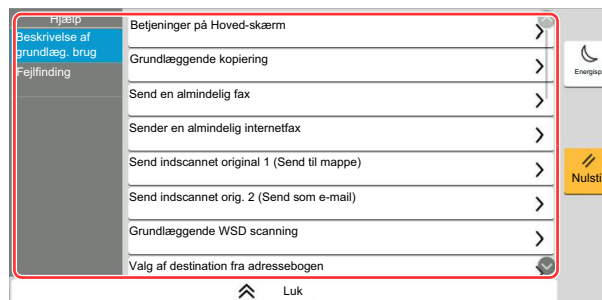 Hjælp
Beskrivelse af
grundlæg. brug
Fejlfinding
Betjeninger på Hoved-skærm
Grundlæggende kopiering
Send en almindelig fax
Sender en almindelig internetfax
Send indscannet original 1 (Send til mappe)
Send indscannet orig. 2 (Send som e-mail)
Grundlæggende WSD scanning
Valg af destination fra adressebogen
Luk
Energisp
Nulsti